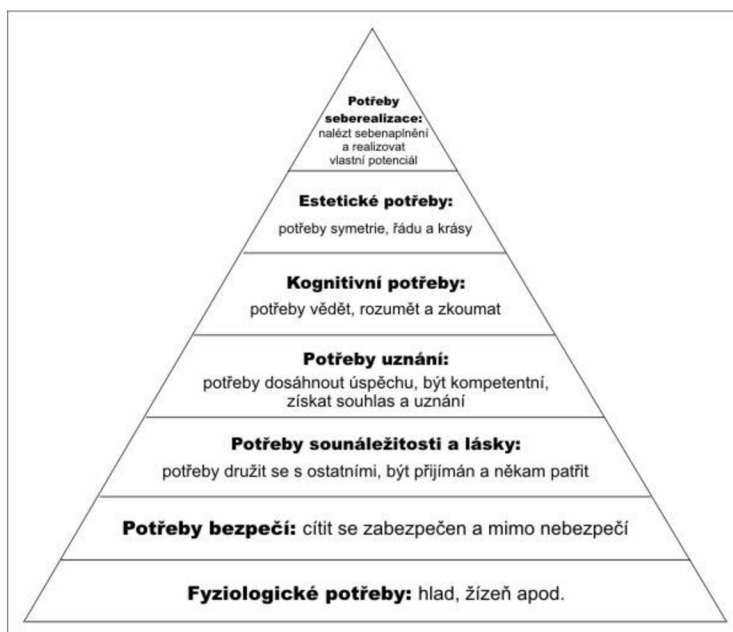 Potřeby
seberealizace:
nalézt sebenaplnění
a realizovat
vlastní potenciál
Estetické potřeby:
potřeby symetrie, řádu a krásy
Kognitivní potřeby:
potřeby vědět, rozumět a zkoumat
Potřeby uznání:
potřeby dosáhnout úspěchu, být kompetentní,
získat souhlas a uznání
Potřeby sounáležitosti a lásky:
potřeby družit se s ostatními, být přijímán a někam patřit
Potřeby bezpečí: cítit se zabezpečen a mimo nebezpečí
Fyziologické potřeby: hlad, žízeň apod.